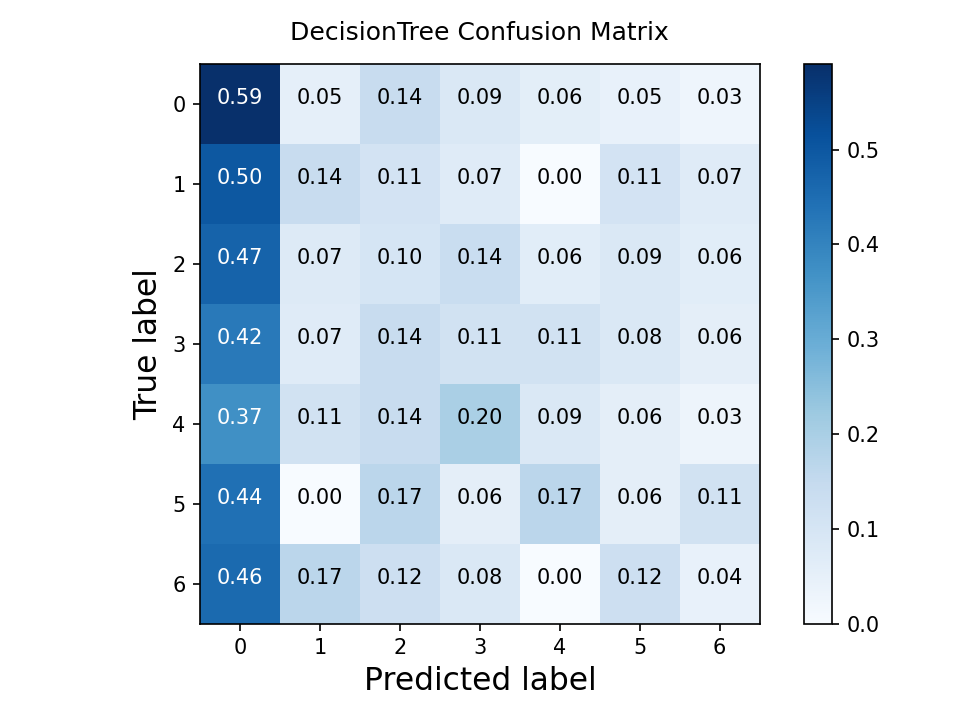 DecisionTree Confusion Matrix
True label
0 0.59 0.05 0.14 0.09 0.06 0.05 0.03
1 0.50 0.14 0.11 0.07 0.00 0.11 0.07
2 0.47 0.07 0.10 0.14 0.06 0.09 0.06
3 0.42 0.07 0.14 0.11 0.11 0.08 0.06
4 0.37 0.11 0.14 0.20 0.09 0.06 0.03
5 0.44 0.00 0.17 0.06 0.17 0.06 0.11
6 0.46 0.17 0.12 0.08 0.00 0.12 0.04
0 1 2 3 4 5 6
Predicted label
0.5
0.4
0.3
0.2
0.1
0.0